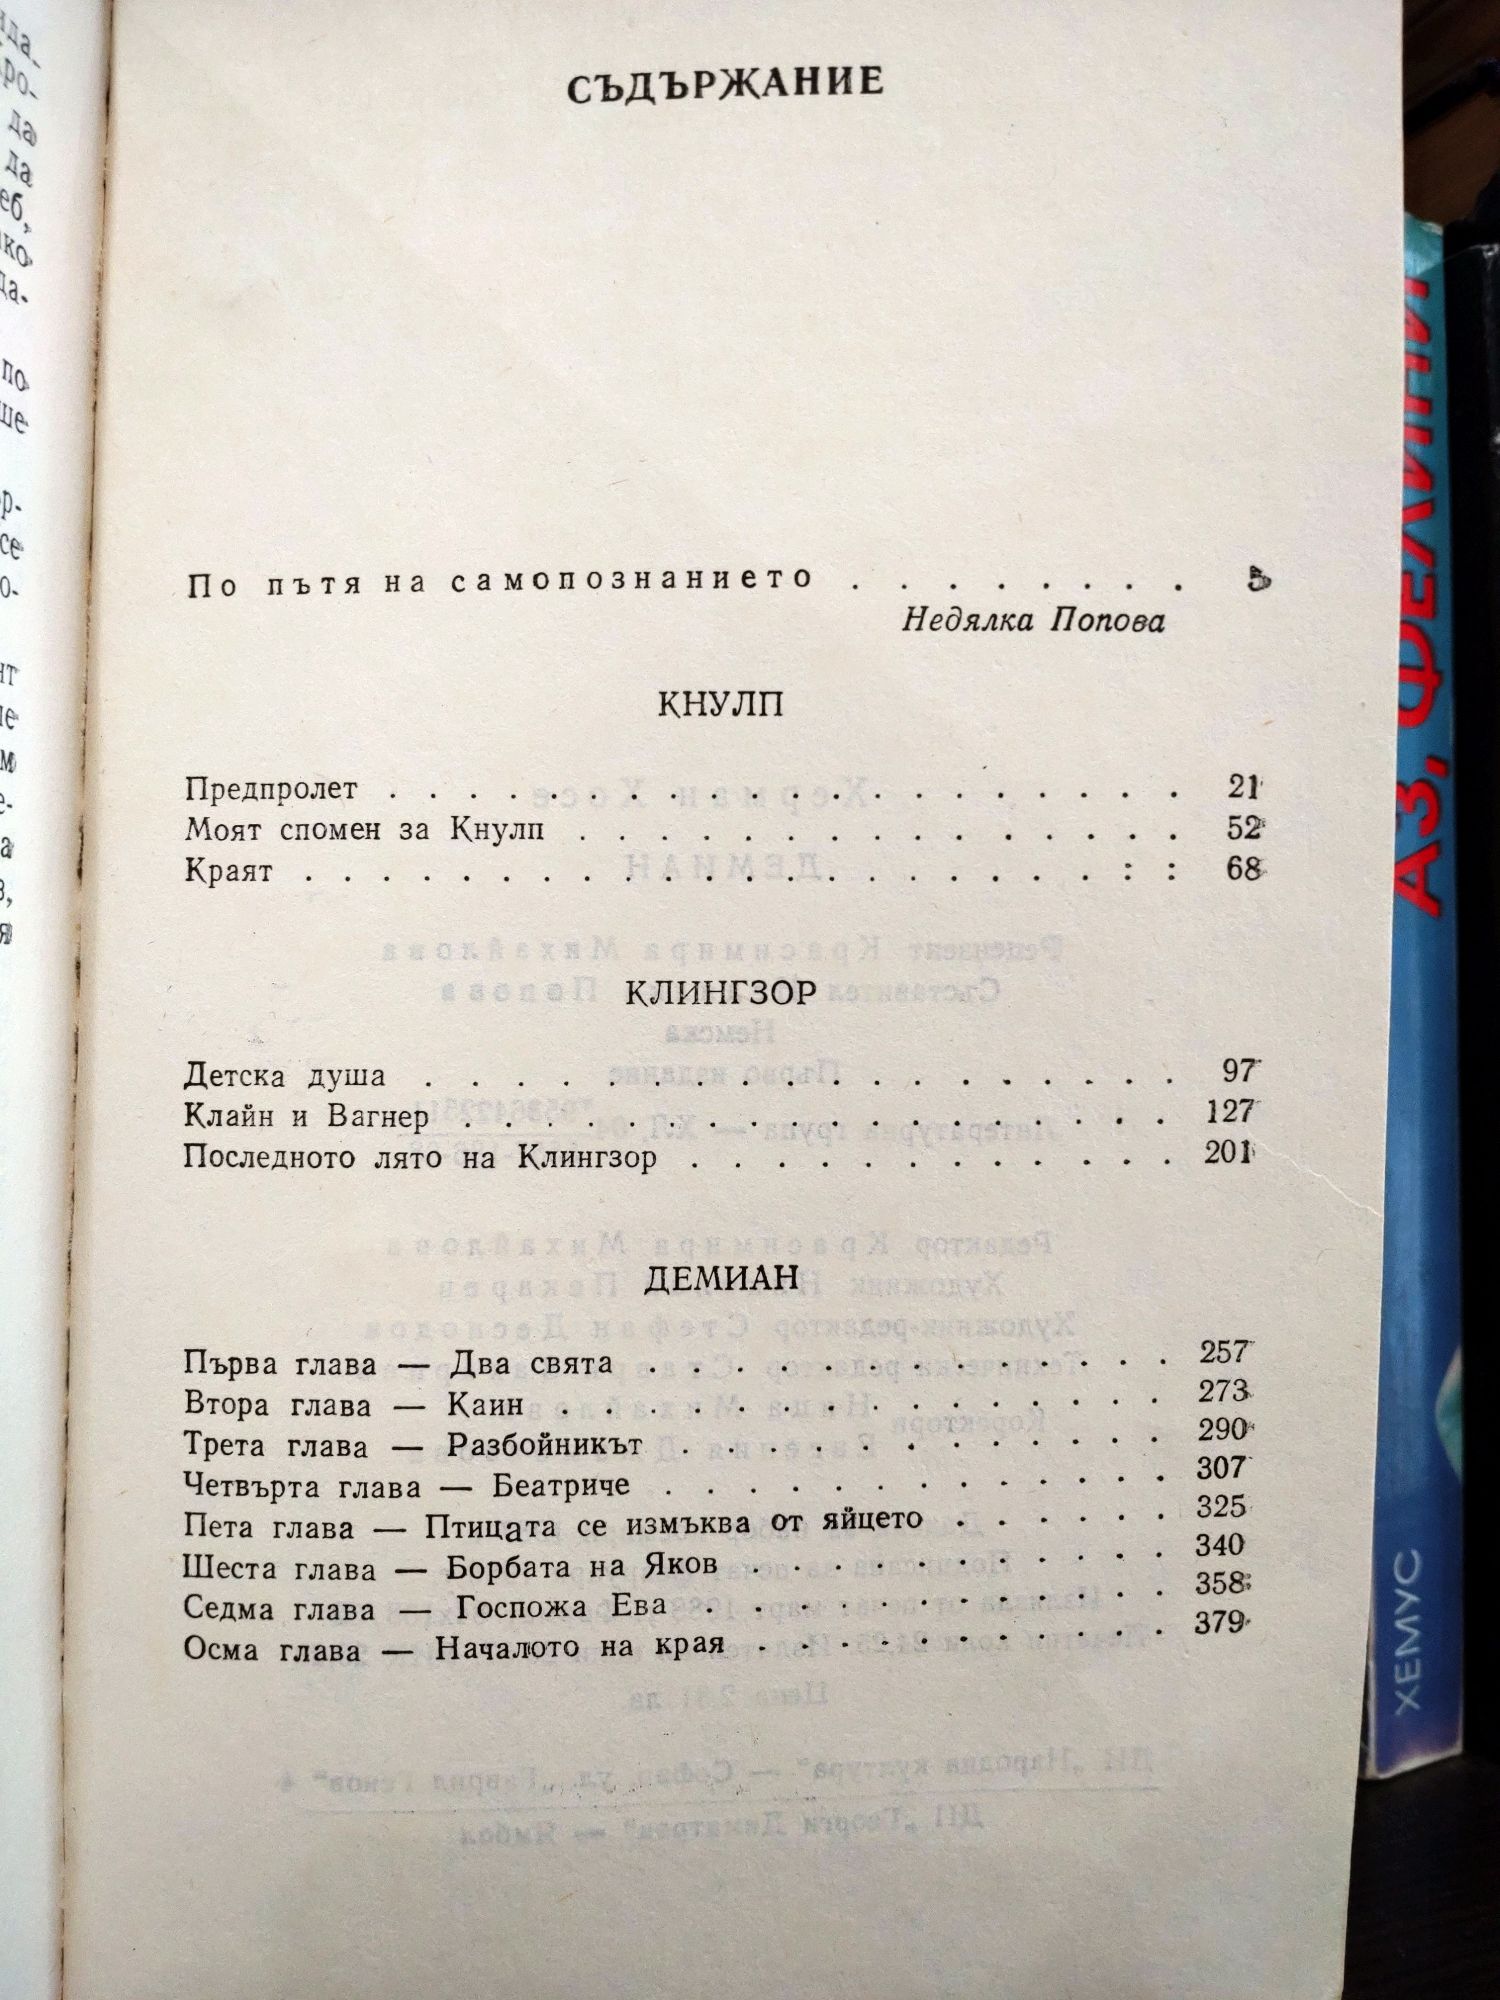 СЪДЪРЖАНИЕ
По пътя на самопознанието . . . . . . . . 5
Недялка Попова
КНУЛП
Предпролет . . . . . . . . . . . . . . . . . . . . 21
Моят спомен за Кнулп . . . . . . . . . . . . . . . 52
Краят . . . . . . . . . . . . . . . . . . . . : : 68
КЛИНГЗОР
Детска душа . . . . . . . . . . . . . . . . . 97
Клайн и Вагнер . . . . . . . . . . . . . . . . 127
Последното лято на Клингзор . . . . . . . . . . . . 201
ДЕМИАН
Първа глава — Два свята . . . . . . . . . . . . . 257
Втора глава — Каин . . . . . . . . . . . . . . . 273
Трета глава — Разбойникът . . . . . . . . . . . . 290
Четвърта глава — Беатриче . . . . . . . . . . . . 307
Пета глава — Птицата се измъква от яйцето . . . . . . 325
Шеста глава — Борбата на Яков . . . . . . . . . . 340
Седма глава — Госпожа Ева . . . . . . . . . . . 358
Осма глава — Началото на края . . . . . . . . . . 379
АЗ, ФЕЛИНИ
ХЕМУС